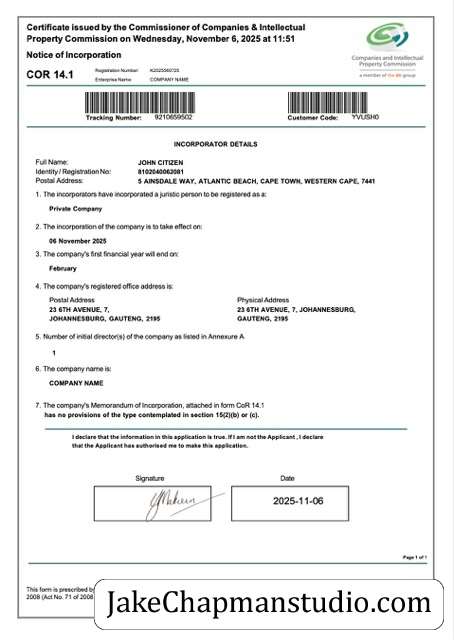 Certificate issued by the Commissioner of Companies & Intellectual
Property Commission on Wednesday, November 6, 2025 at 11:51
Notice of Incorporation
COR 14.1
Registration Number: K2025560725
Enterprise Name: COMPANY NAME
Companies and Intellectual
Property Commission
a member of the dti group
Tracking Number: 9210659502
Customer Code: YVUSH0
INCORPORATOR DETAILS
Full Name: JOHN CITIZEN
Identity / Registration No: 8102040062081
Postal Address: 5 AINSDALE WAY, ATLANTIC BEACH, CAPE TOWN, WESTERN CAPE, 7441
1. The incorporators have incorporated a juristic person to be registered as a:
Private Company
2. The incorporation of the company is to take effect on:
06 November 2025
3. The company's first financial year will end on:
February
4. The company's registered office address is:
Postal Address
23 6TH AVENUE, 7,
JOHANNESBURG, GAUTENG, 2195
Physical Address
23 6TH AVENUE, 7, JOHANNESBURG,
GAUTENG, 2195
5. Number of initial director(s) of the company as listed in Annexure A
1
6. The company name is:
COMPANY NAME
7. The company's Memorandum of Incorporation, attached in form CoR 14.1
has no provisions of the type contemplated in section 15(2)(b) or (c).
I declare that the information in this application is true. If I am not the Applicant , I declare
that the Applicant has authorised me to make this application.
Signature
Date
2025-11-06
Page 1 of 1
This form is prescribed by
2008 (Act No. 71 of 2008
JakeChapmanstudio.com